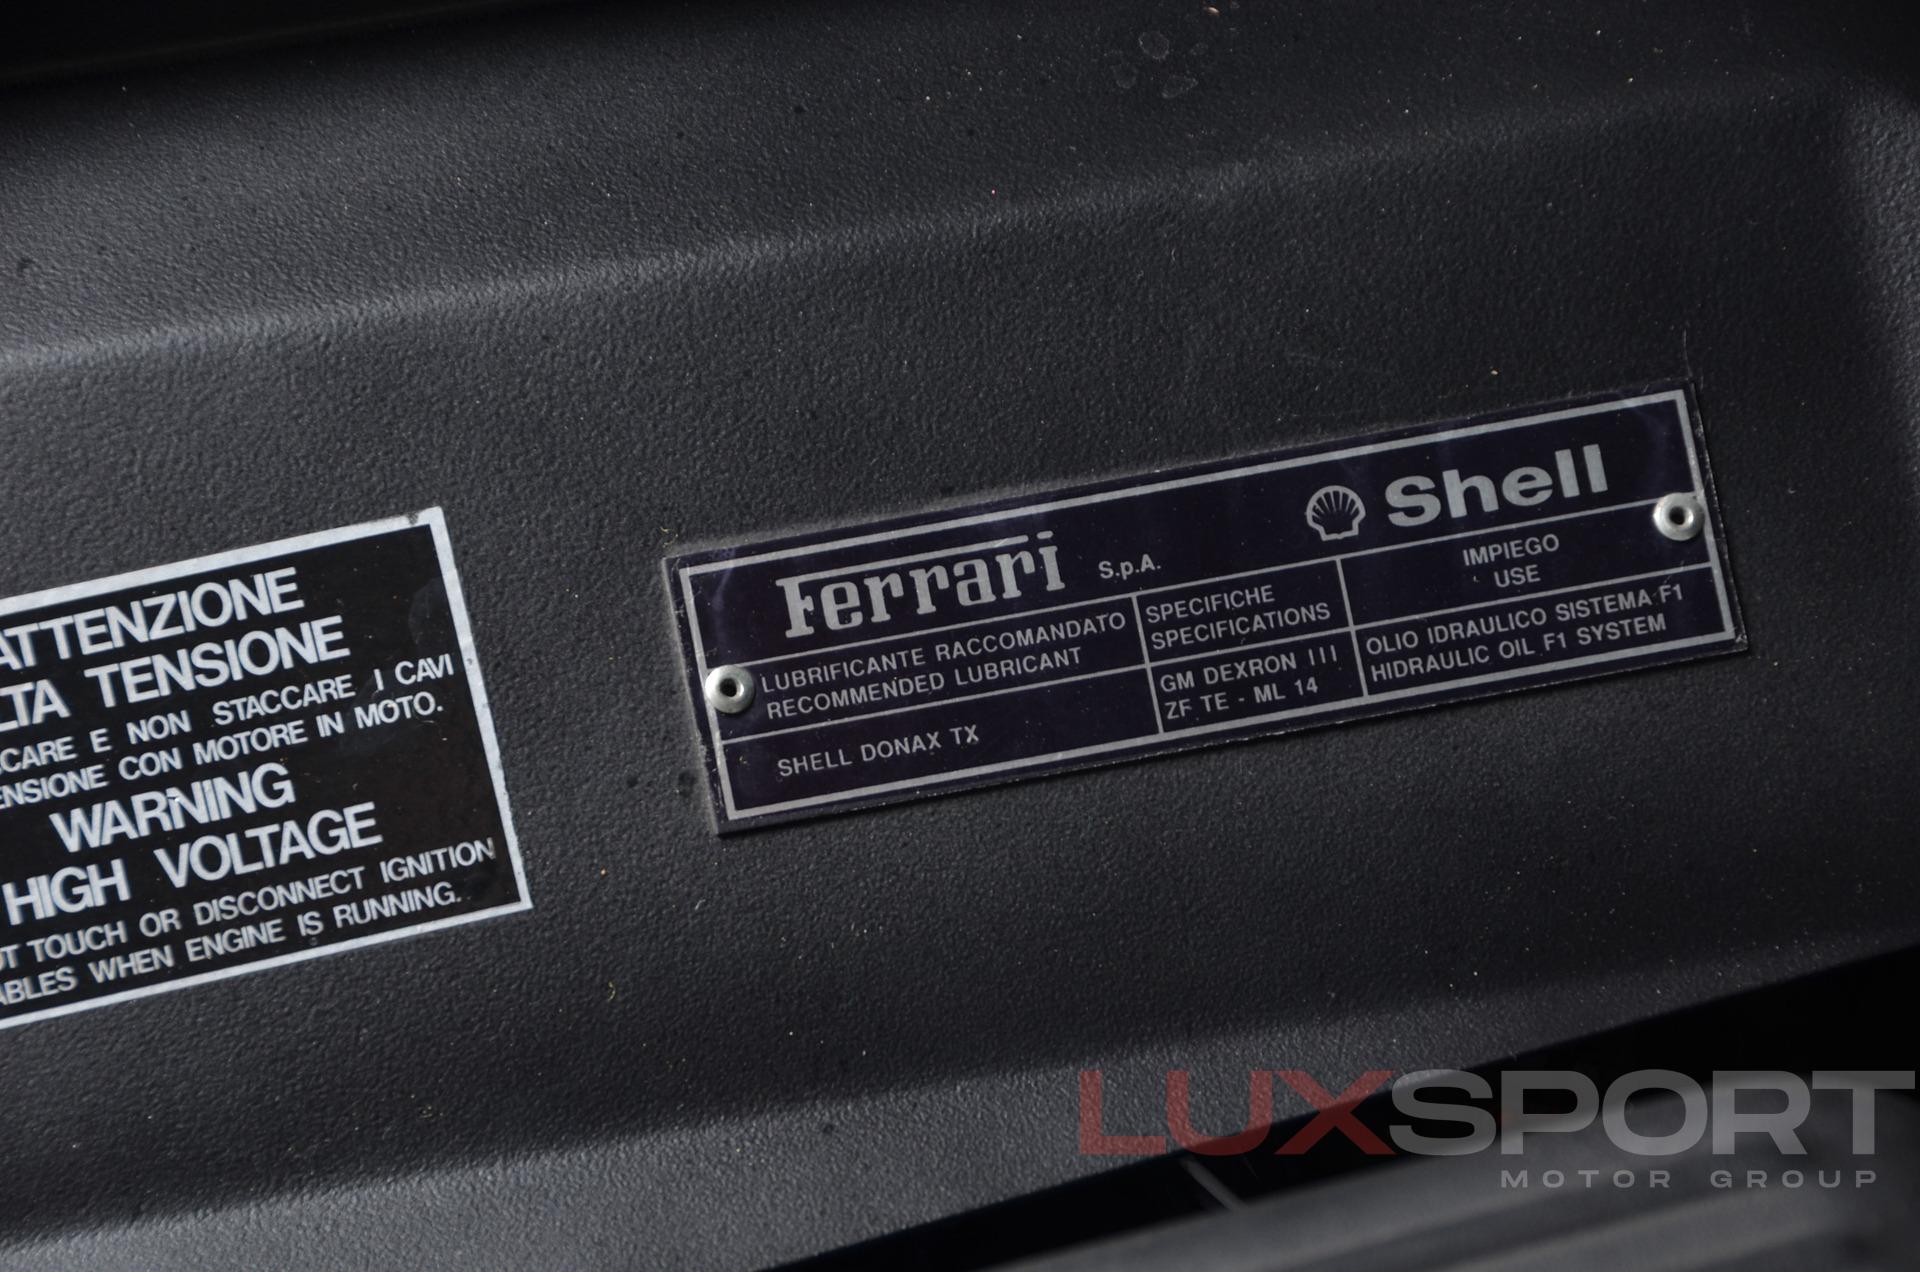 ATTENZIONE
LTA TENSIONE
CCARE E NON STACCARE I CAVI
ENSIONE CON MOTORE IN MOTO.
WARNING
HIGH VOLTAGE
OT TOUCH OR DISCONNECT IGNITION
ABLES WHEN ENGINE IS RUNNING.
Ferrari S.p.A.
Shell
LUBRIFICANTE RACCOMANDATO
RECOMMENDED LUBRICANT
SPECIFICHE
SPECIFICATIONS
IMPIEGO
USE
SHELL DONAX TX
GM DEXRON III
ZF TE - ML 14
OLIO IDRAULICO SISTEMA F1
HIDRAULIC OIL F1 SYSTEM
LUXSPORT
MOTOR GROUP